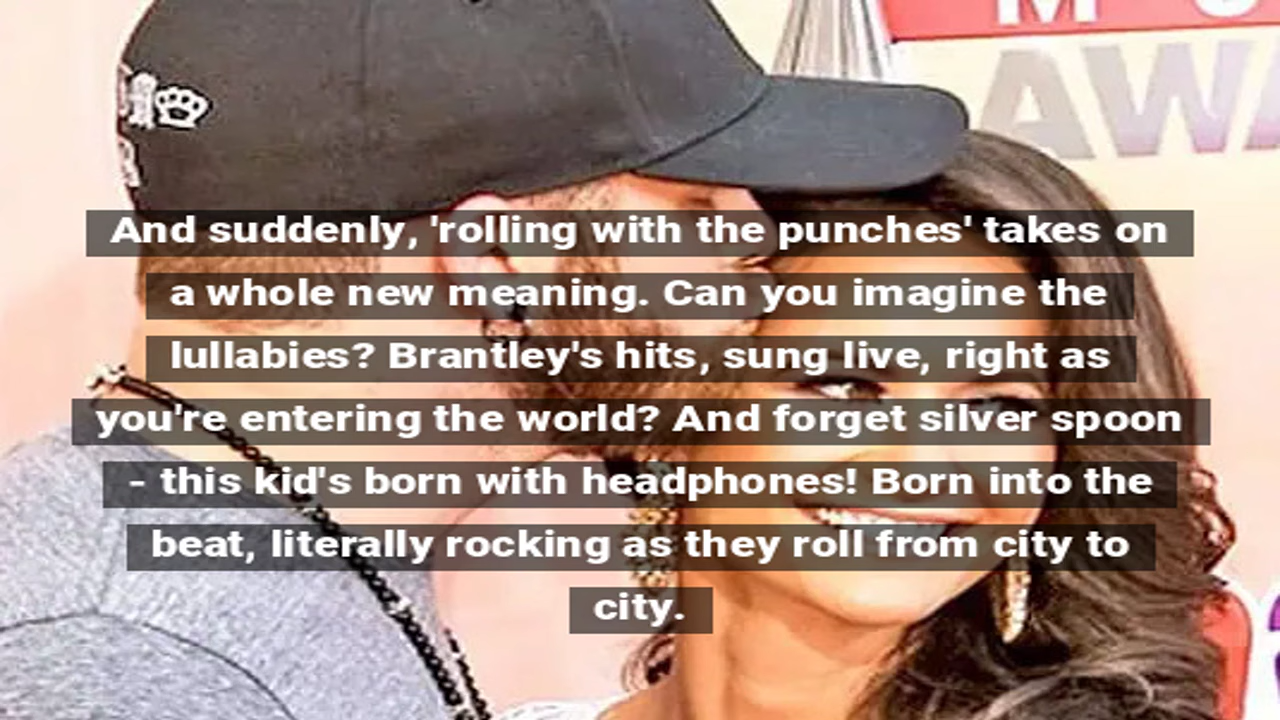 M
AWA
And suddenly, 'rolling with the punches' takes on
a whole new meaning. Can you imagine the
lullabies? Brantley's hits, sung live, right as
you're entering the world? And forget silver spoon
- this kid's born with headphones! Born into the
beat, literally rocking as they roll from city to
city.